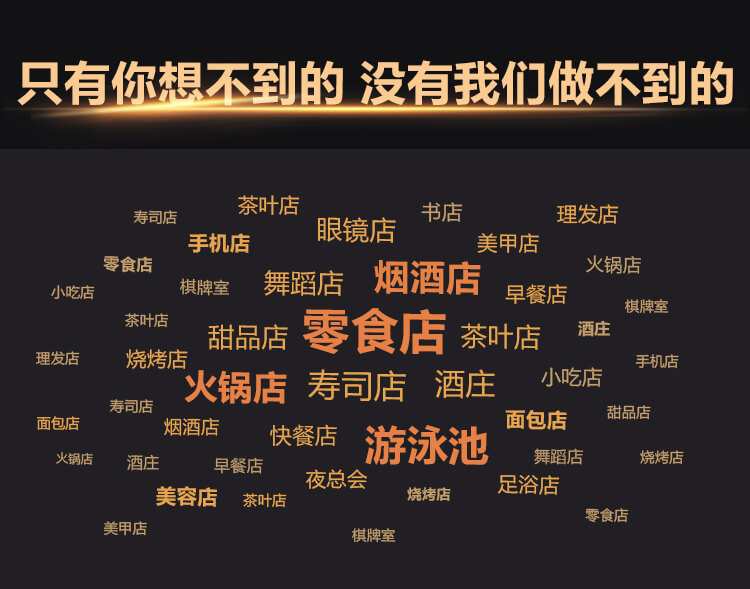 只有你想不到的 没有我们做不到的
茶叶店
书店
理发店
寿司店
眼镜店
手机店
美甲店
零食店
火锅店
烟酒店
舞蹈店
棋牌室
小吃店
早餐店
棋牌室
茶叶店
零食店
酒庄
甜品店
茶叶店
理发店
烧烤店
手机店
火锅店
寿司店
酒庄
小吃店
寿司店
面包店
甜品店
面包店
烟酒店
快餐店
游泳池
火锅店
酒庄
早餐店
舞蹈店
烧烤店
夜总会
足浴店
美容店
茶叶店
烧烤店
零食店
美甲店
棋牌室